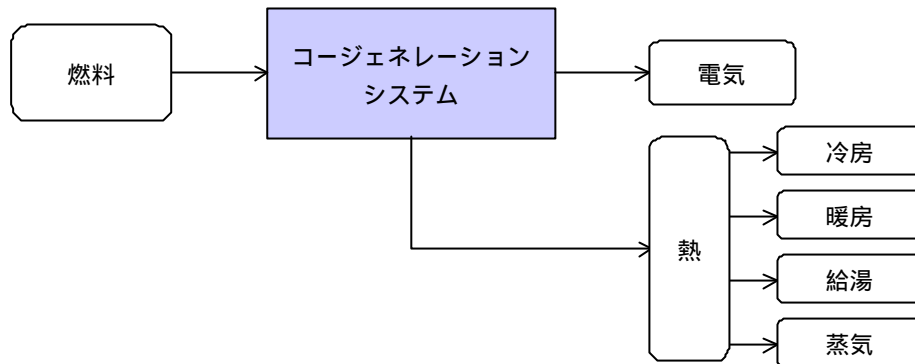 燃料
コージェネレーション
システム
電気
熱
冷房
暖房
給湯
蒸気